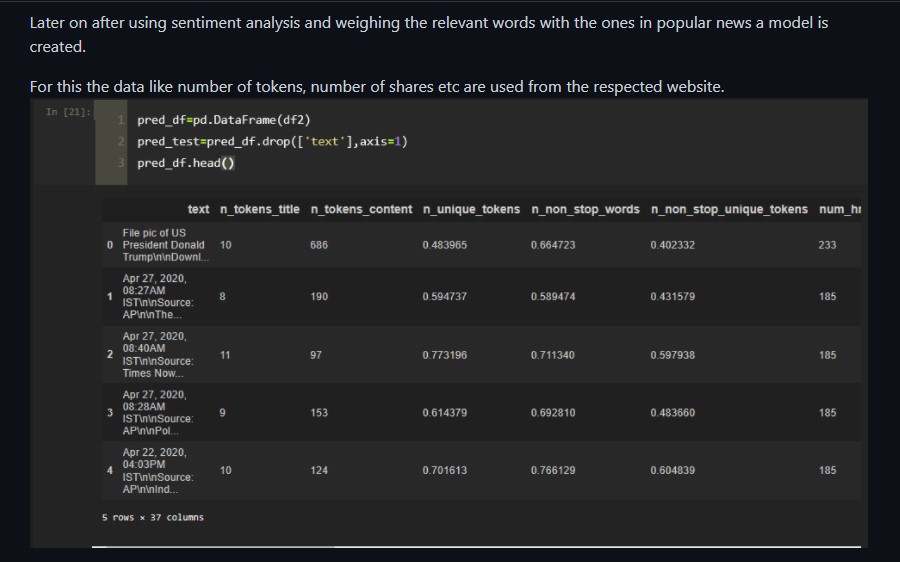 Later on after using sentiment analysis and weighing the relevant words with the ones in popular news a model is
created.
For this the data like number of tokens, number of shares etc are used from the respected website.
In [21]:
1 pred_df=pd.DataFrame(df2)
2 pred_test=pred_df.drop(['text'],axis=1)
3 pred_df.head()
text n_tokens_title n_tokens_content n_unique_tokens n_non_stop_words n_non_stop_unique_tokens
File pic of US
0 President Donald 10 686 0.483965 0.664723 0.402332 233
Trump\n\nDownl...
Apr 27, 2020,
08:27AM
1 IST\n\nSource: 8 190 0.594737 0.589474 0.431579 185
AP\n\nThe...
Apr 27, 2020,
08:40AM
2 IST\n\nSource: 11 97 0.773196 0.711340 0.597938 185
Times Now...
Apr 27, 2020,
08:28AM
3 IST\n\nSource: 9 153 0.614379 0.692810 0.483660 185
AP\n\nPol...
Apr 22, 2020,
04:03PM
4 IST\n\nSource: 10 124 0.701613 0.766129 0.604839 185
AP\n\nInd...
5 rows × 37 columns